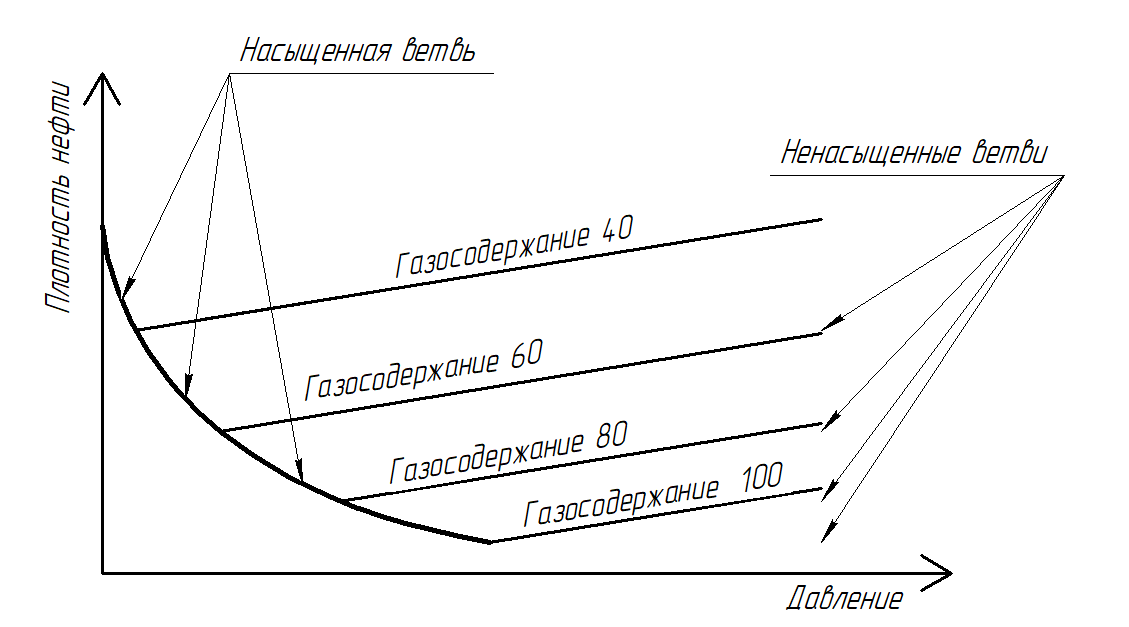 Насыщенная ветвь
Плотность нефти
Ненасыщенные ветви
Газосодержание 40
Газосодержание 60
Газосодержание 80
Газосодержание 100
Давление